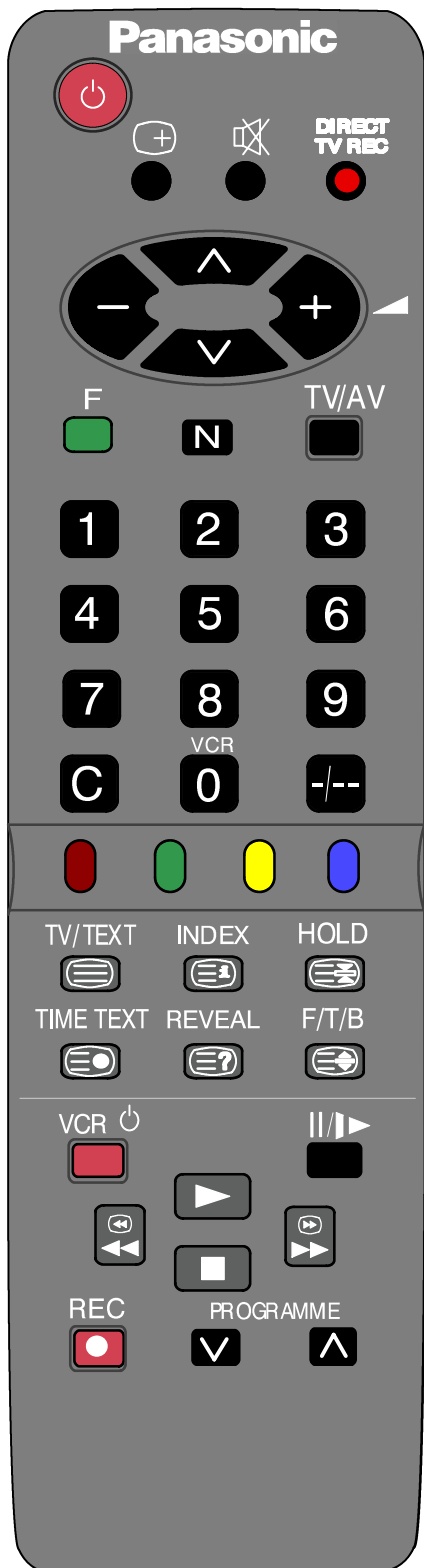 Panasonic
DIRECT
TV REC
F
N
TV/AV
1 2 3
4 5 6
7 8 9
VCR
C 0 -/--
TV/TEXT INDEX HOLD
TIME TEXT REVEAL F/T/B
VCR
REC PROGRAMME